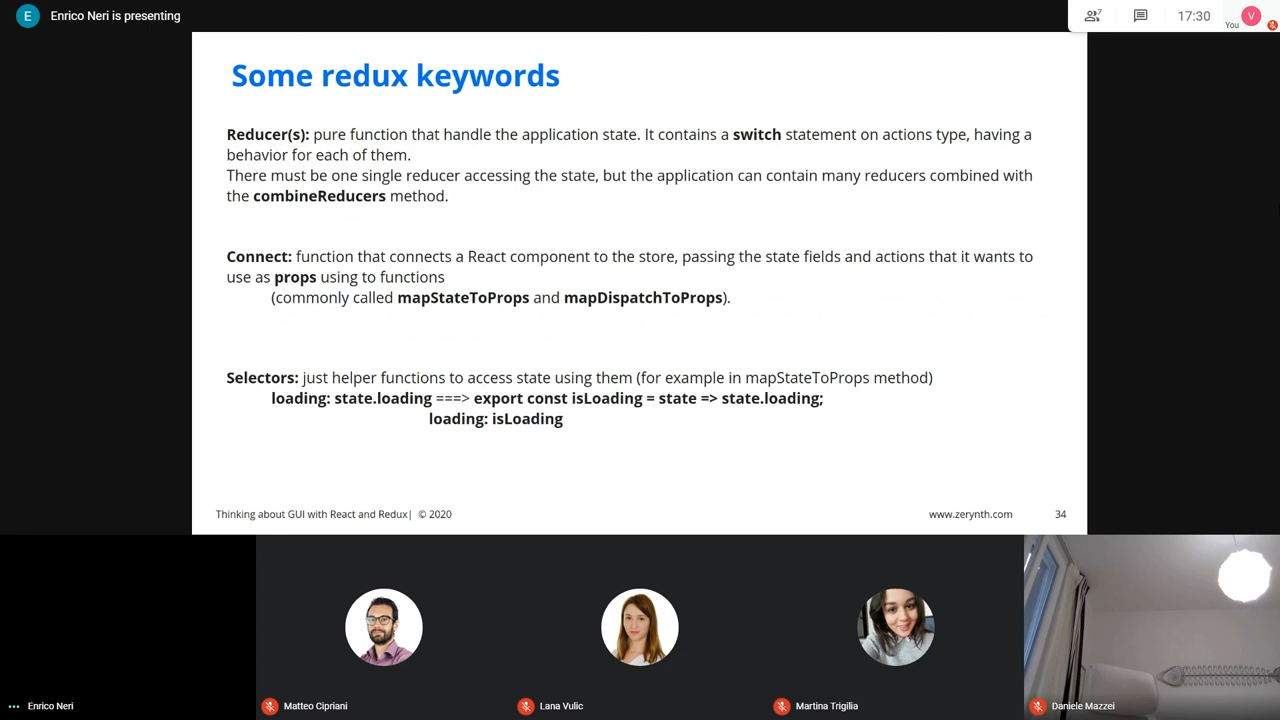 E Enrico Neri is presenting
7
17:30
You
V
Some redux keywords
Reducer(s): pure function that handle the application state. It contains a switch statement on actions type, having a
behavior for each of them.
There must be one single reducer accessing the state, but the application can contain many reducers combined with
the combineReducers method.
Connect: function that connects a React component to the store, passing the state fields and actions that it wants to
use as props using to functions
(commonly called mapStateToProps and mapDispatchToProps).
Selectors: just helper functions to access state using them (for example in mapStateToProps method)
loading: state.loading ===> export const isLoading = state => state.loading;
loading: isLoading
Thinking about GUI with React and Redux| © 2020
www.zerynth.com
34
Enrico Neri
Matteo Cipriani
Lana Vulic
Martina Trigilia
Daniele Mazzei